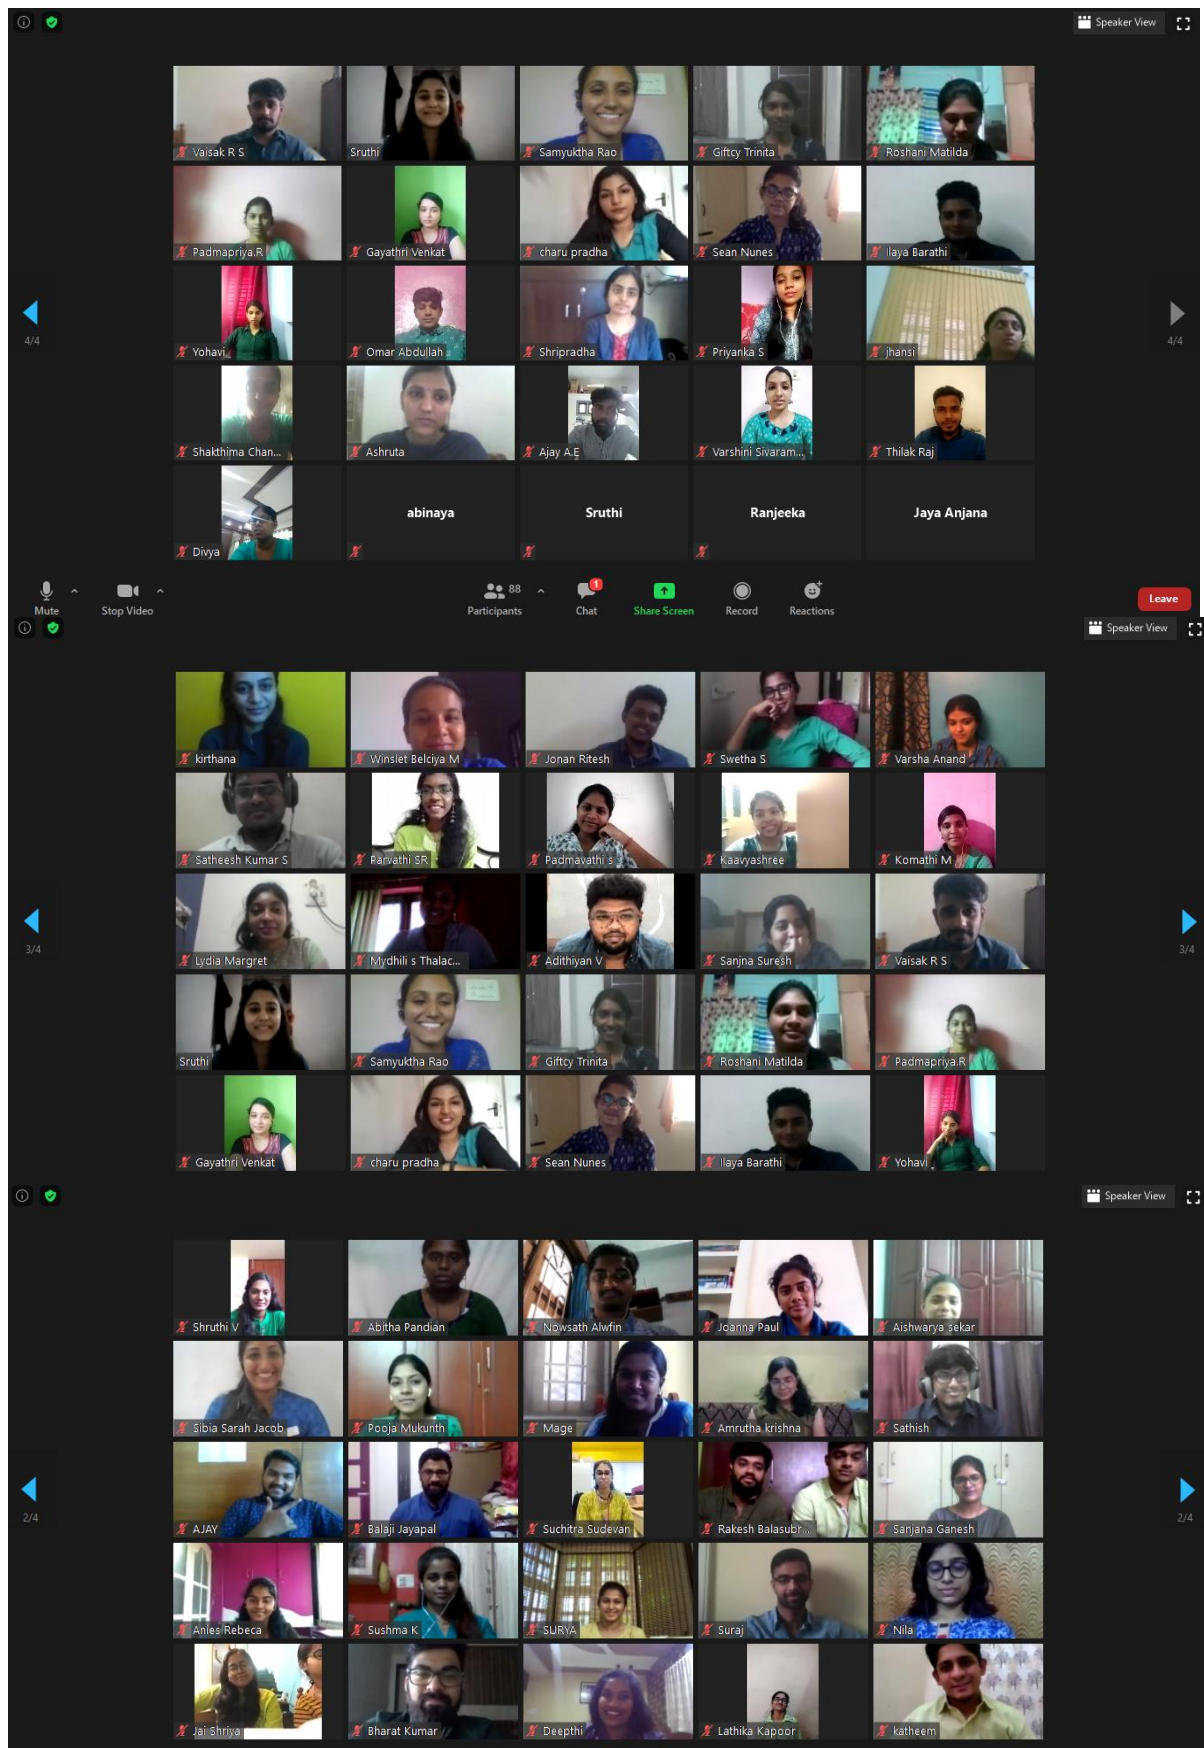 Speaker View
Vaisak R S
Sruthi
Samyuktha Rao
Giftcy Trinita
Roshani Matilda
Padmapriya.R
Gayathri Venkat
charu pradha
Sean Nunes
Ilaya Barathi
Yohavi
Omar Abdullah
Shripradha
Priyanka S
jhansi
4/4
4/4
Shakthima Chan...
Ashruta
Ajay A.E
Varshini Sivaram...
Thilak Raj
Divya
abinaya
Sruthi
Ranjeeka
Jaya Anjana
Mute
Stop Video
88
Participants
1
Chat
Share Screen
Record
Reactions
Leave
Speaker View
kirthana
Winslet Belciya M
Jonan Ritesh
Swetha S
Varsha Anand
Satheesh Kumar S
Parvathi SR
Padmavathi s
Kaavyashree
Komathi M
Lydia Margret
Mydhili s Thalac...
Adithiyan V
Sanjna Suresh
Vaisak R S
3/4
3/4
Sruthi
Samyuktha Rao
Giftcy Trinita
Roshani Matilda
Padmapriya.R
Gayathri Venkat
charu pradha
Sean Nunes
Ilaya Barathi
Yohavi
Speaker View
Shruthi V
Abitha Pandian
Nowsath Alwfin
Joanna Paul
Aishwarya sekar
Sibia Sarah Jacob
Pooja Mukunth
Mage
Amrutha krishna
Sathish
AJAY
Balaji Jayapal
Suchitra Sudevan
Rakesh Balasubr...
Sanjana Ganesh
2/4
2/4
Anies Rebeca
Sushma K
SURYA
Suraj
Nila
Jai Shriya
Bharat Kumar
Deepthi
Lathika Kapoor
katheem